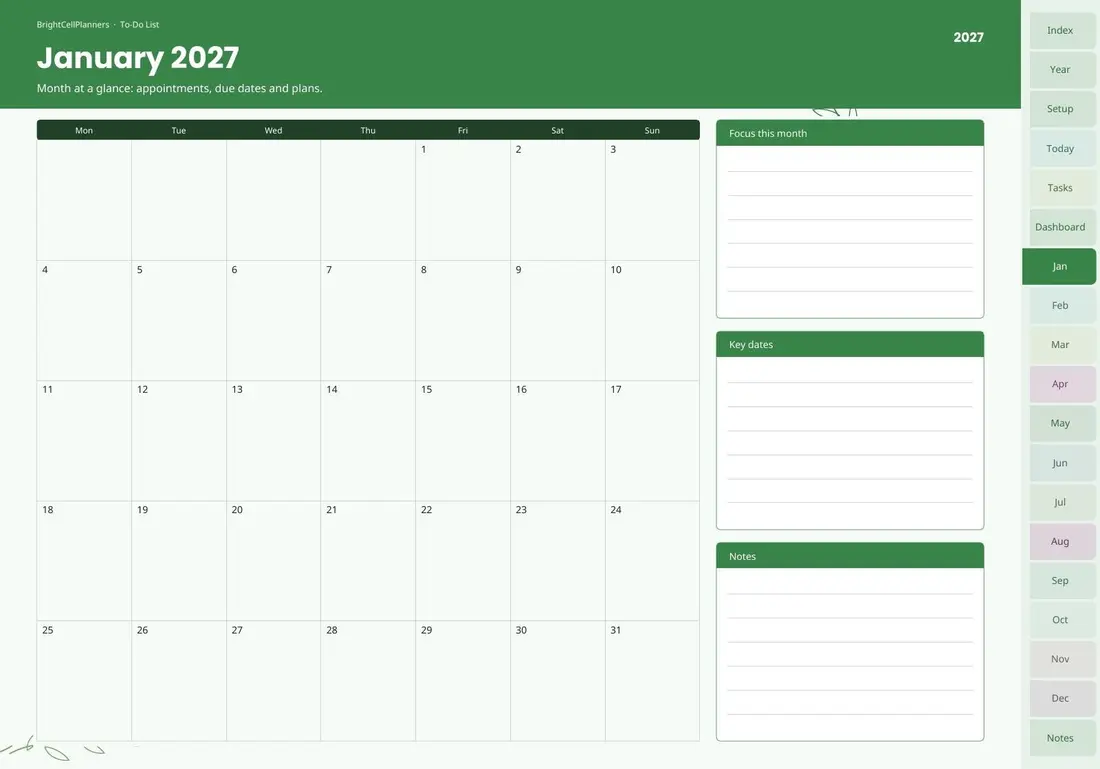 BrightCellPlanners · To-Do List
January 2027
Month at a glance: appointments, due dates and plans.
2027
Mon Tue Wed Thu Fri Sat Sun
1 2 3
4 5 6 7 8 9 10
11 12 13 14 15 16 17
18 19 20 21 22 23 24
25 26 27 28 29 30 31
Focus this month
Key dates
Notes
Index
Year
Setup
Today
Tasks
Dashboard
Jan
Feb
Mar
Apr
May
Jun
Jul
Aug
Sep
Oct
Nov
Dec
Notes